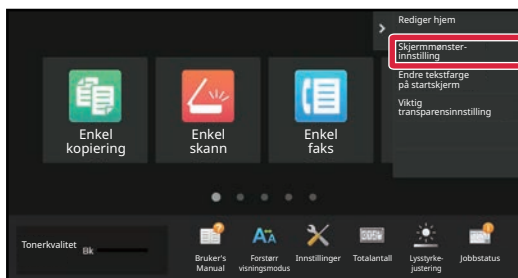 Rediger hjem
Skjermmønster-
innstilling
Endre tekstfarge
på startskjerm
Viktig
transparensinnstilling
Enkel
kopiering
Enkel
skann
Enkel
faks
Tonerkvalitet
Bk
Bruker's
Manual
Forstørr
visningsmodus
Innstillinger
Totalantall
Lysstyrke-
justering
Jobbstatus